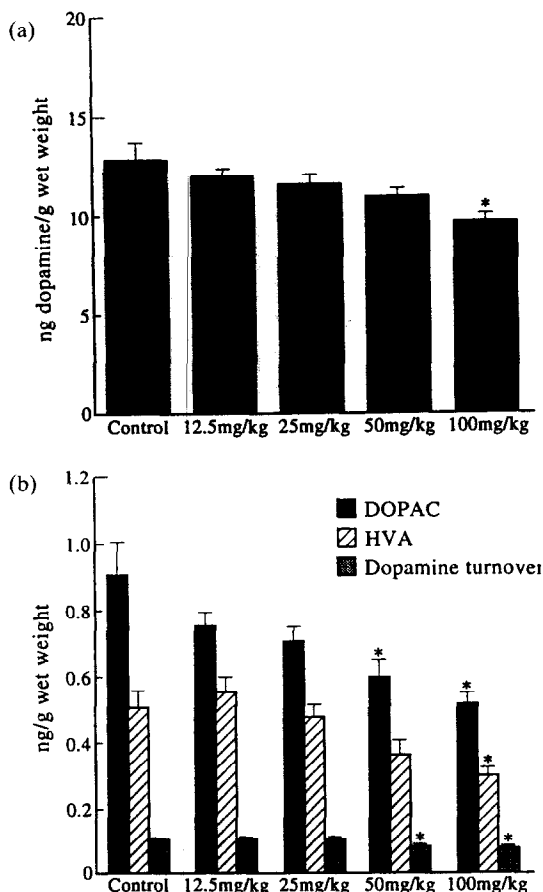 (a)
20
15
10
5
0
ng dopamine/g wet weight
*
Control 12.5mg/kg 25mg/kg 50mg/kg 100mg/kg
(b)
1.2
1.0
0.8
0.6
0.4
0.2
0
ng/g wet weight
DOPAC
HVA
Dopamine turnover
* *
*
* *
Control 12.5mg/kg 25mg/kg 50mg/kg 100mg/kg